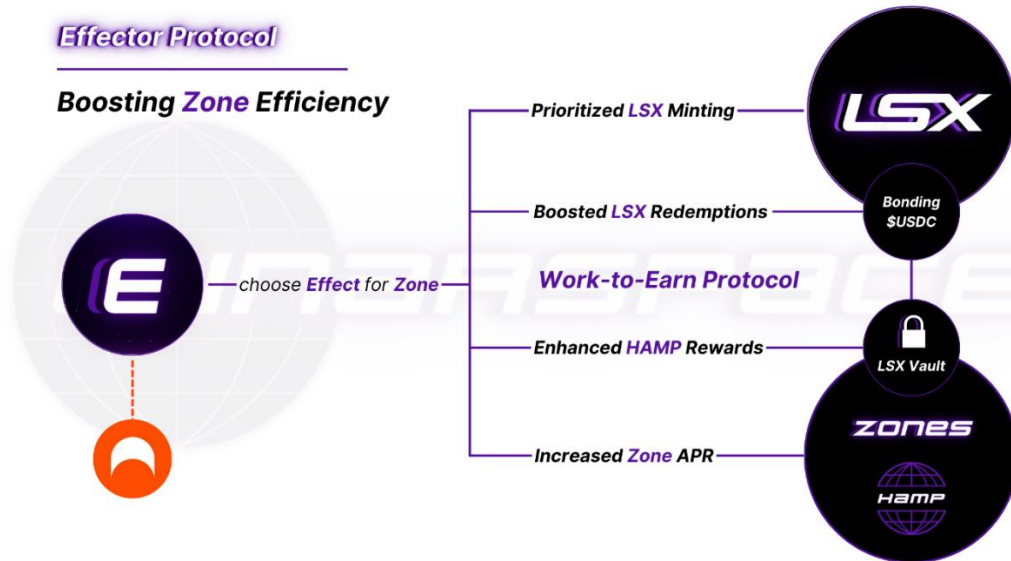 Effector Protocol
Boosting Zone Efficiency
Prioritized LSX Minting
LSX
Boosted LSX Redemptions
Bonding
$USDC
E
choose Effect for Zone
Work-to-Earn Protocol
Enhanced HAMP Rewards
LSX Vault
ZONES
HAMP
Increased Zone APR